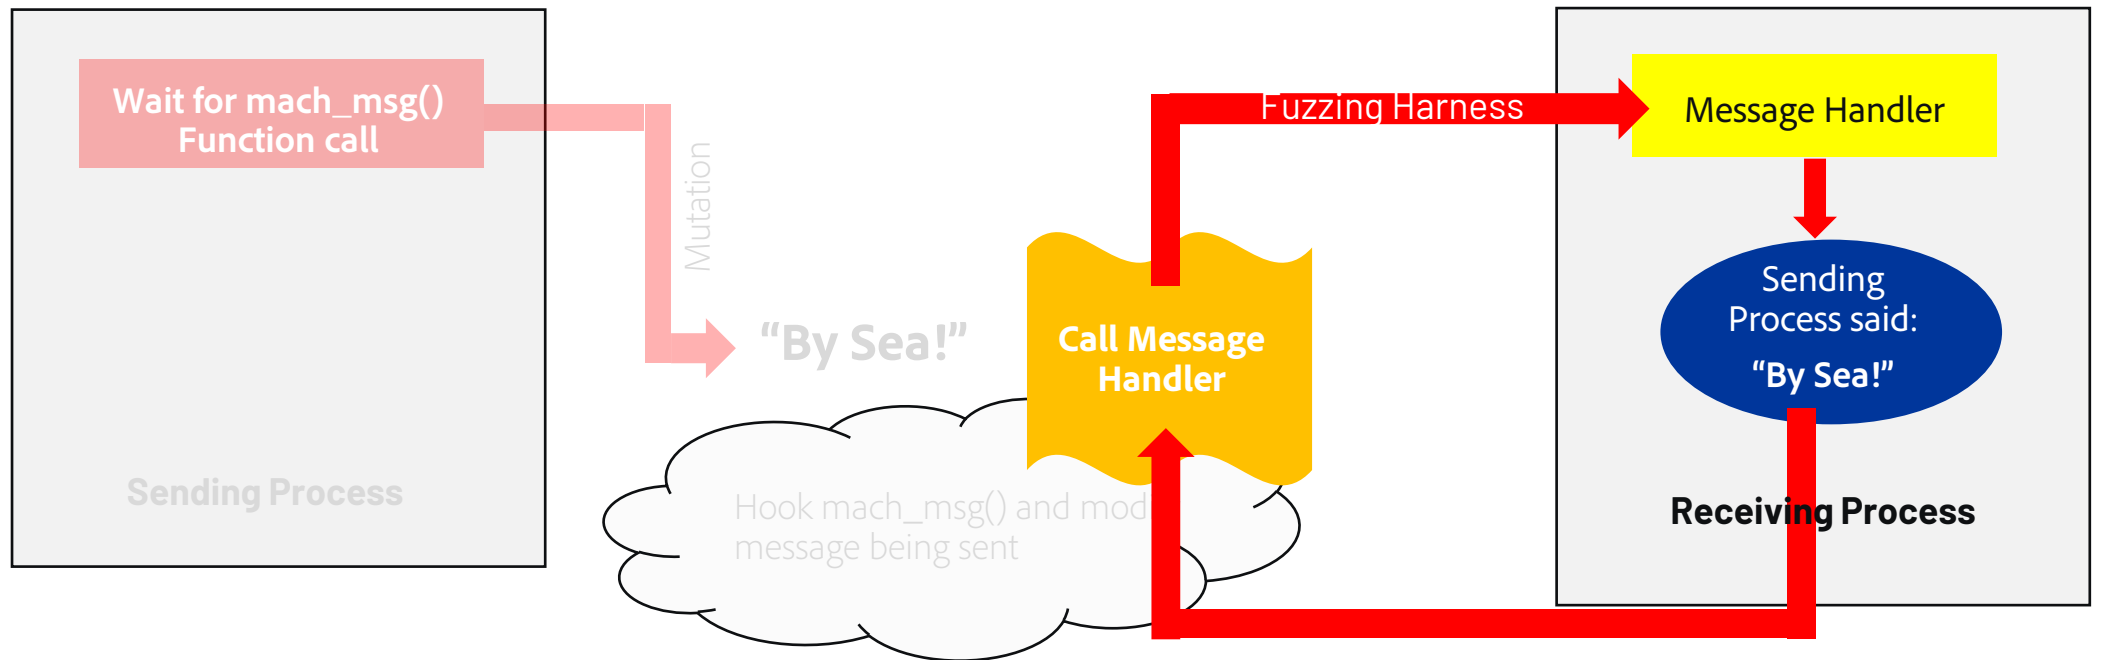 Wait for mach_msg()
Function call
Sending Process
Mutation
“By Sea!”
Hook mach_msg() and mod
message being sent
Call Message
Handler
Fuzzing Harness
Message Handler
Sending
Process said:
“By Sea!”
Receiving Process